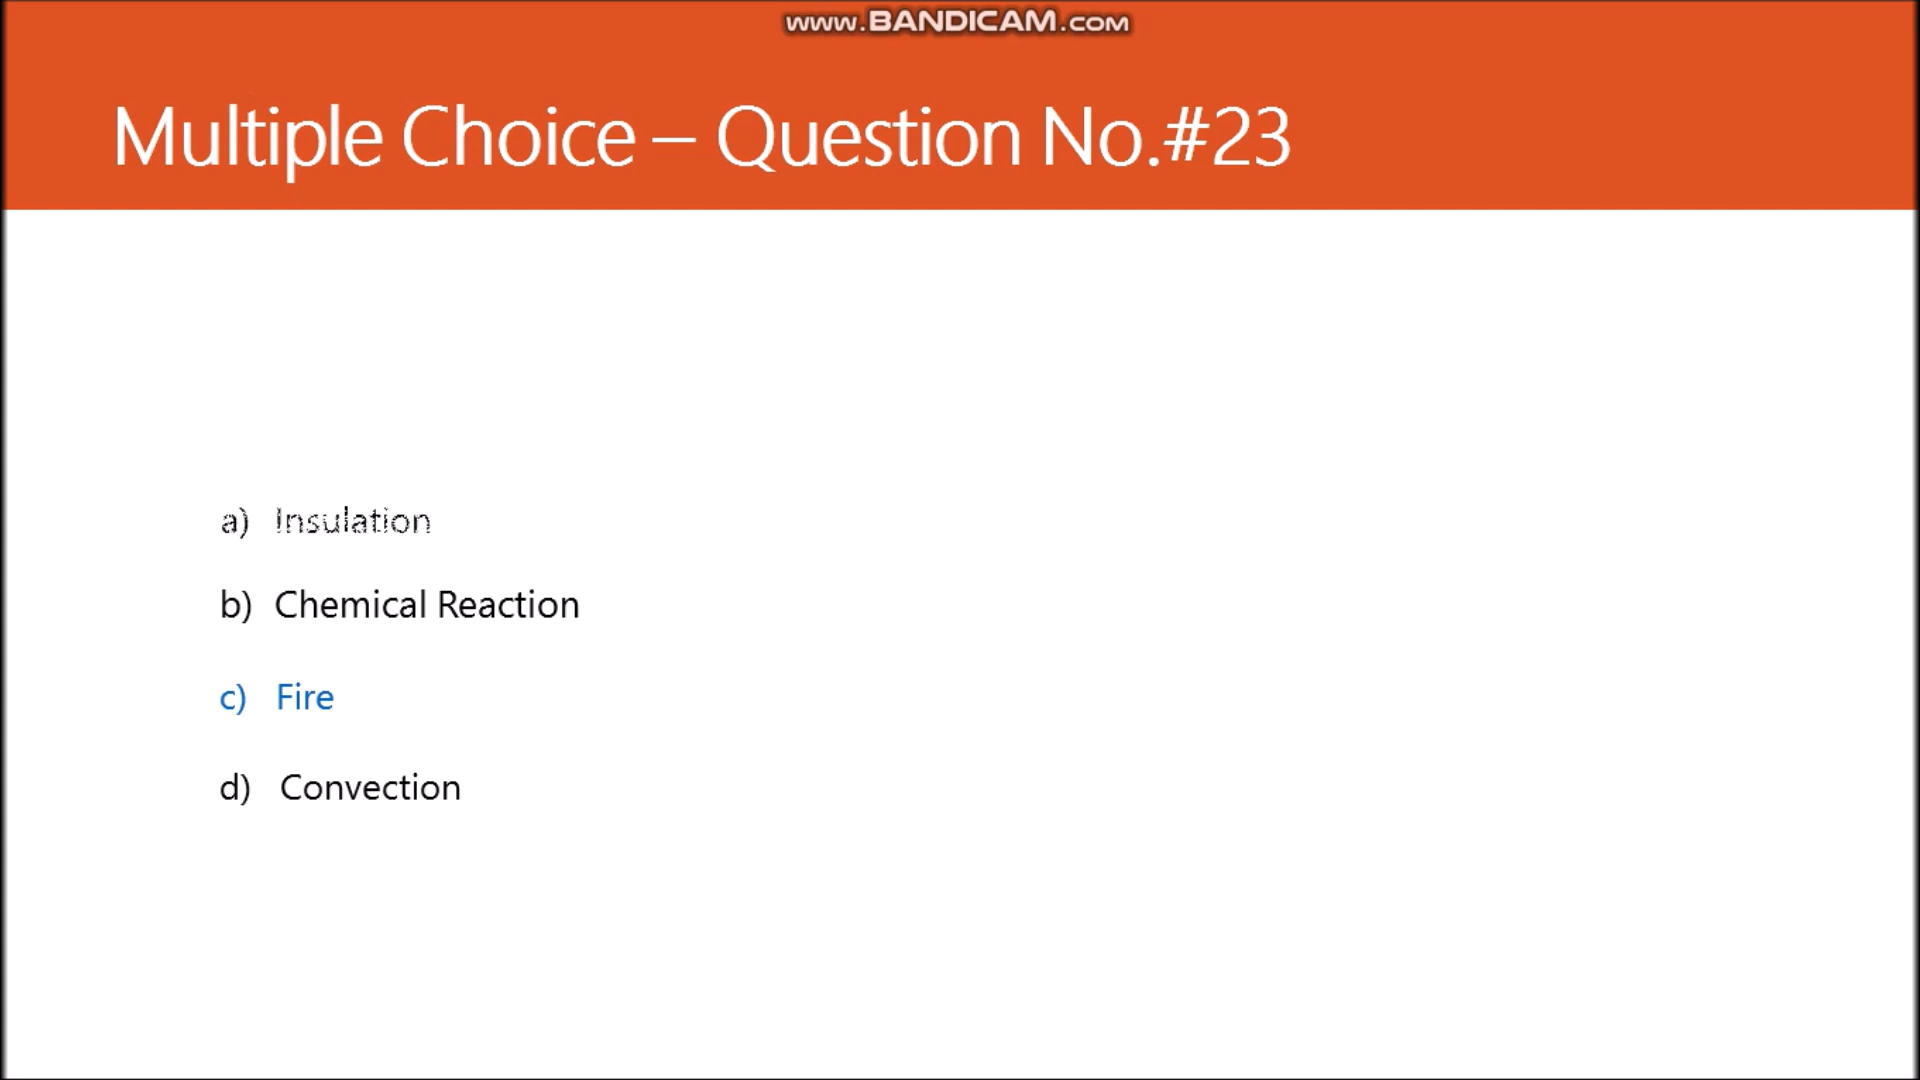 www.BANDICAM.com
Multiple Choice – Question No.#23
a) Insulation
b) Chemical Reaction
c) Fire
d) Convection